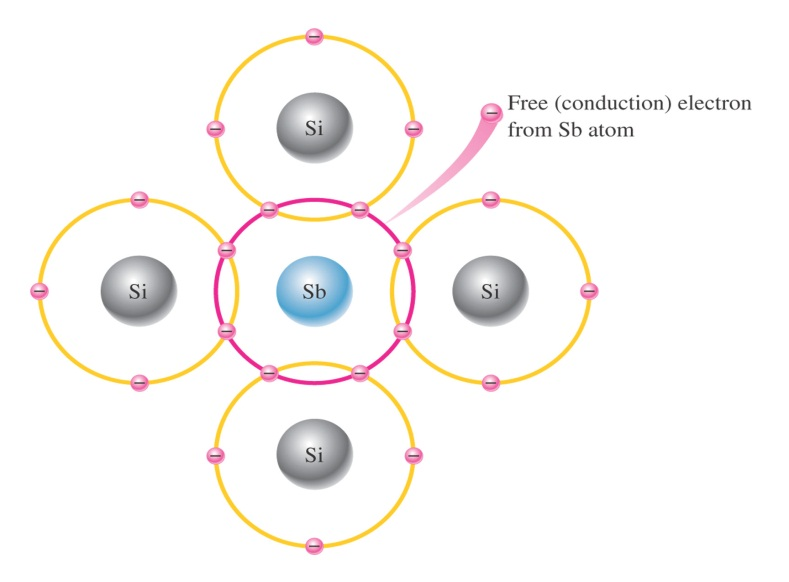 Si
Free (conduction) electron
from Sb atom
Si
Sb
Si
Si